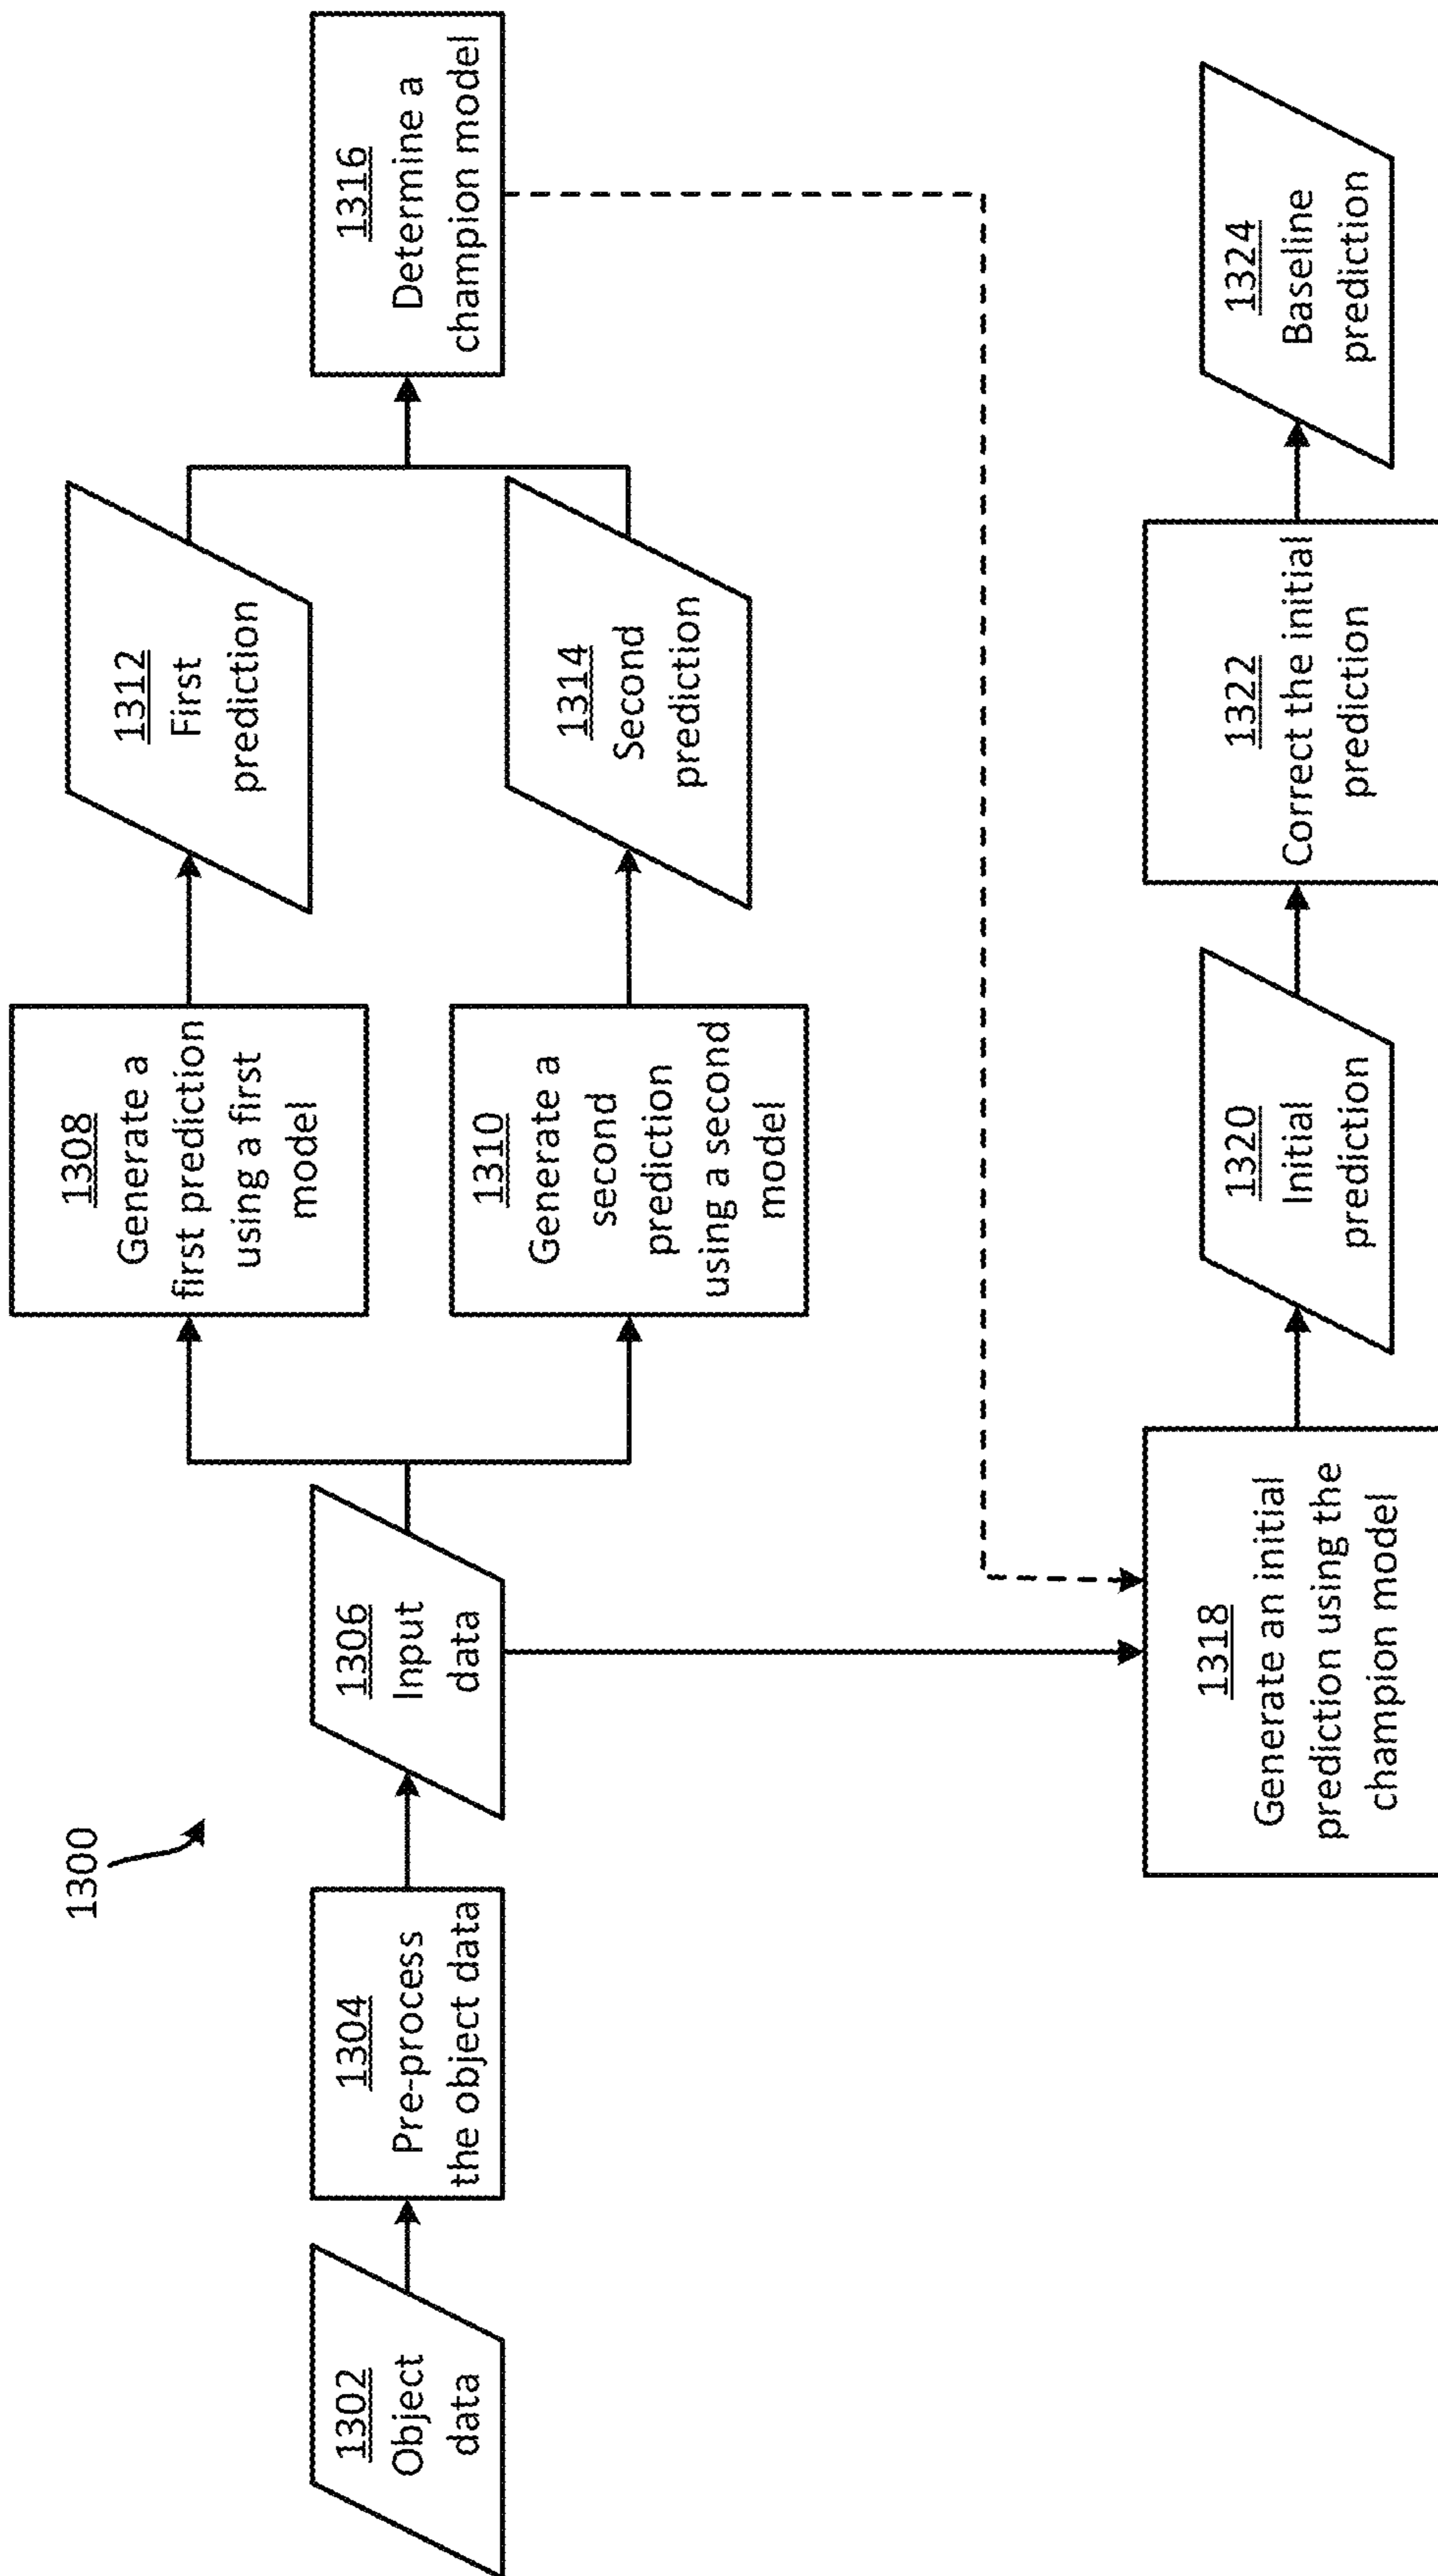 1300
1302
Object
data
1304
Pre-process
the object data
1306
Input
data
1308
Generate a
first prediction
using a first
model
1310
Generate a
second
prediction
using a second
model
1312
First
prediction
1314
Second
prediction
1316
Determine a
champion model
1318
Generate an initial
prediction using the
champion model
1320
Initial
prediction
1322
Correct the initial
prediction
1324
Baseline
prediction